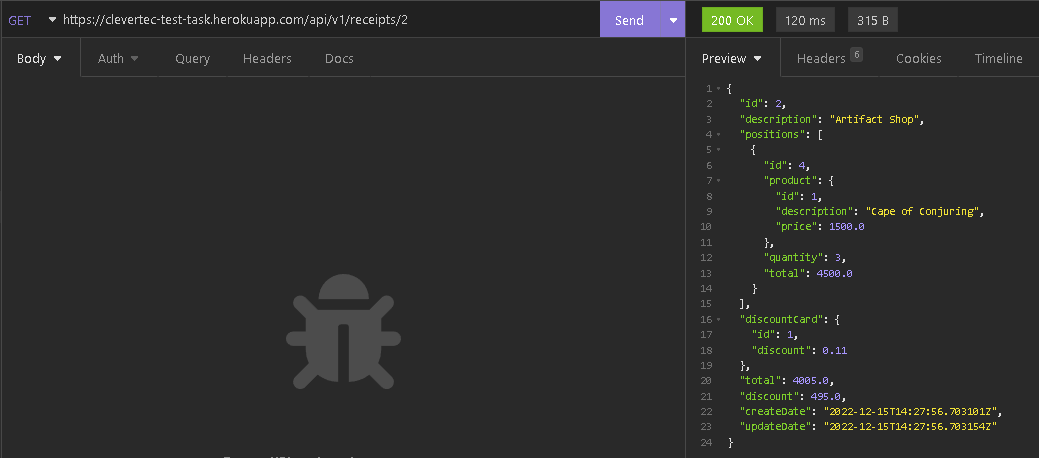 GET https://clevertec-test-task.herokuapp.com/api/v1/receipts/2 Send 200 OK 120 ms 315 B
Body Auth Query Headers Docs Preview Headers 6 Cookies Timeline
1 {
2 "id": 2,
3 "description": "Artifact Shop",
4 "positions": [
5 {
6 "id": 4,
7 "product": {
8 "id": 1,
9 "description": "Cape of Conjuring",
10 "price": 1500.0
11 },
12 "quantity": 3,
13 "total": 4500.0
14 }
15 ],
16 "discountCard": {
17 "id": 1,
18 "discount": 0.11
19 },
20 "total": 4005.0,
21 "discount": 495.0,
22 "createDate": "2022-12-15T14:27:56.703101Z",
23 "updateDate": "2022-12-15T14:27:56.703154Z"
24 }